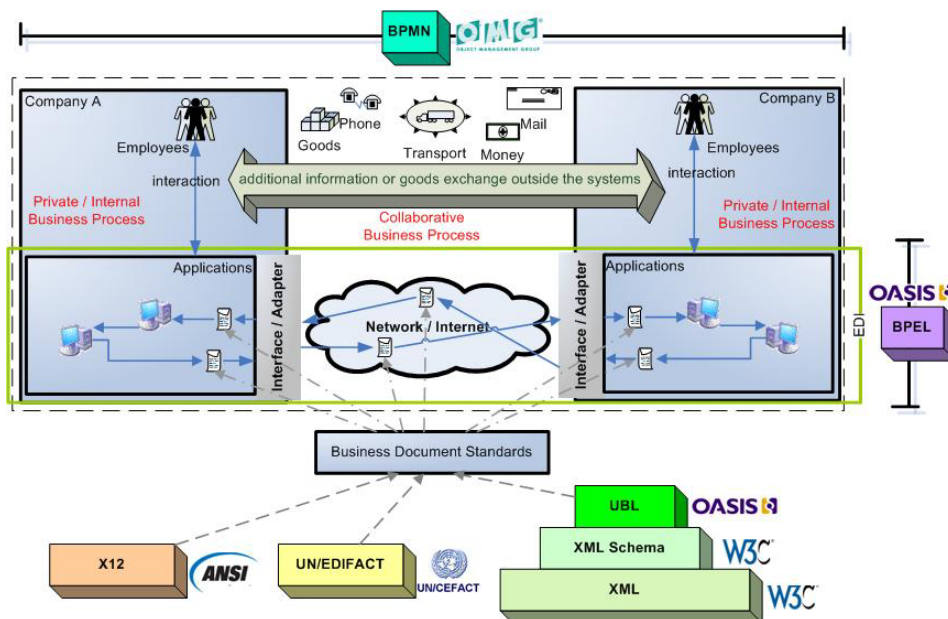 BPMN
OMG
OBJECT MANAGEMENT GROUP
Company A
Employees
interaction
Private / Internal
Business Process
Goods
Phone
Transport
Mail
Money
additional information or goods exchange outside the systems
Collaborative
Business Process
Company B
Employees
interaction
Private / Internal
Business Process
Applications
Interface / Adapter
Network / Internet
Interface / Adapter
Applications
EDI
OASIS
BPEL
Business Document Standards
X12
ANSI
UN/EDIFACT
UN/CEFACT
UBL
OASIS
XML Schema
W3C
XML
W3C